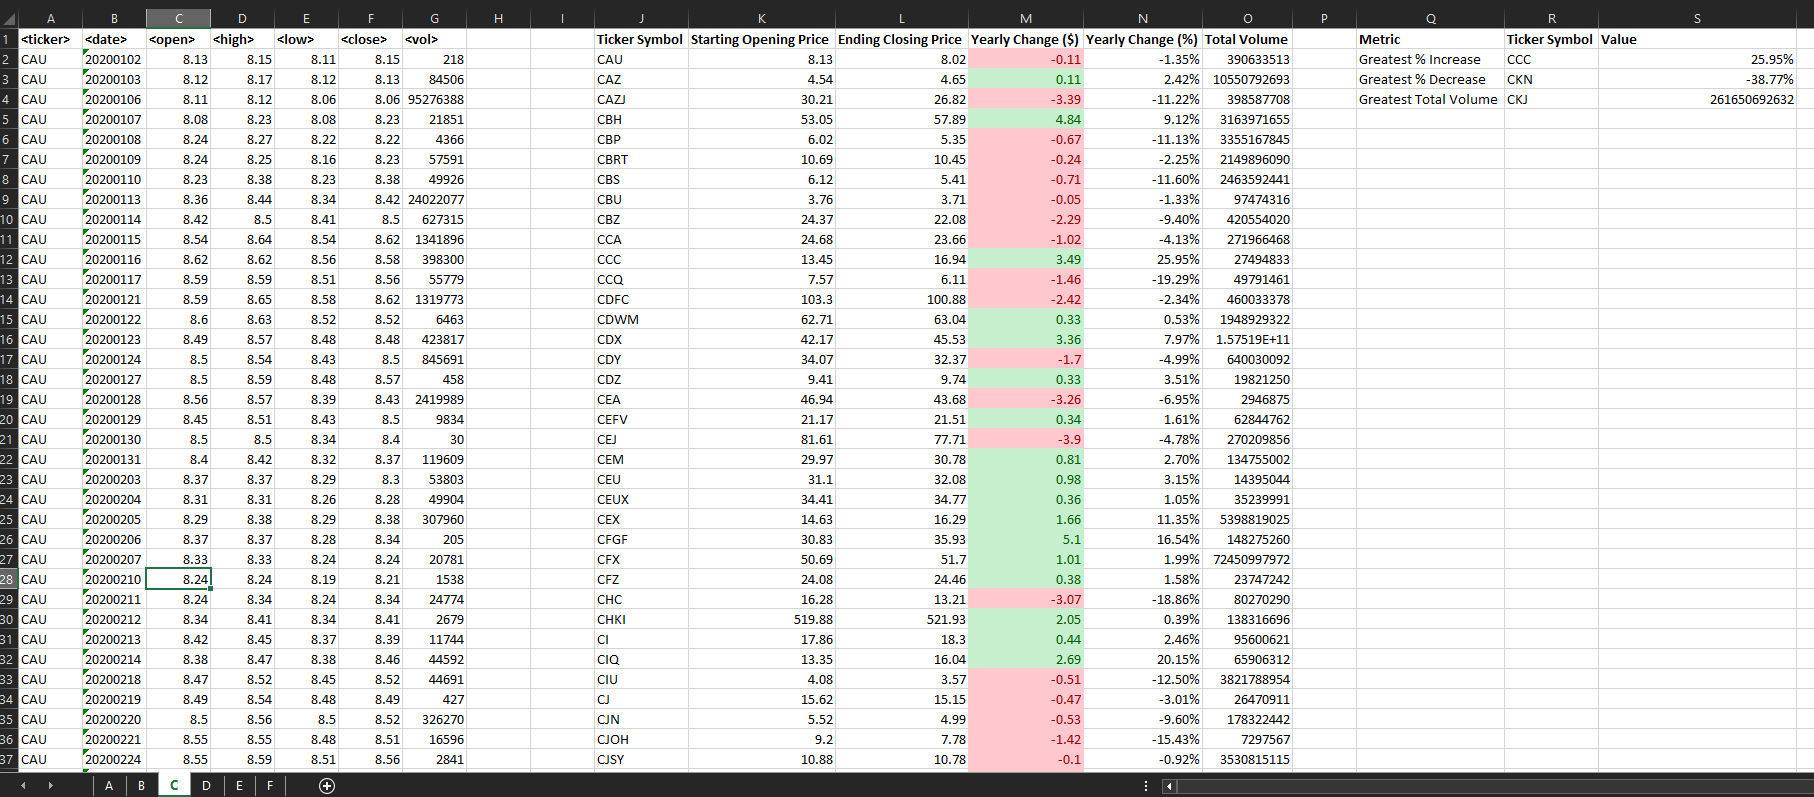 A B C D E F G H I J K L M N O P Q R S
1 <ticker> <date> <open> <high> <low> <close> <vol> Ticker Symbol Starting Opening Price Ending Closing Price Yearly Change ($) Yearly Change (%) Total Volume Metric Ticker Symbol Value
2 CAU 20200102 8.13 8.15 8.11 8.15 218 CAU 8.13 8.02 -0.11 -1.35% 390633513 Greatest % Increase CCC 25.95%
3 CAU 20200103 8.12 8.17 8.12 8.13 84506 CAZ 4.54 4.65 0.11 2.42% 10550792693 Greatest % Decrease CKN -38.77%
4 CAU 20200106 8.11 8.12 8.06 8.06 95276388 CAZJ 30.21 26.82 -3.39 -11.22% 398587708 Greatest Total Volume CKJ 261650692632
5 CAU 20200107 8.08 8.23 8.08 8.23 21851 CBH 53.05 57.89 4.84 9.12% 3163971655
6 CAU 20200108 8.24 8.27 8.22 8.22 4366 CBP 6.02 5.35 -0.67 -11.13% 3355167845
7 CAU 20200109 8.24 8.25 8.16 8.23 57591 CBRT 10.69 10.45 -0.24 -2.25% 2149896090
8 CAU 20200110 8.23 8.38 8.23 8.38 49926 CBS 6.12 5.41 -0.71 -11.60% 2463592441
9 CAU 20200113 8.36 8.44 8.34 8.42 24022077 CBU 3.76 3.71 -0.05 -1.33% 97474316
10 CAU 20200114 8.42 8.5 8.41 8.5 627315 CBZ 24.37 22.08 -2.29 -9.40% 420554020
11 CAU 20200115 8.54 8.64 8.54 8.62 1341896 CCA 24.68 23.66 -1.02 -4.13% 271966468
12 CAU 20200116 8.62 8.62 8.56 8.58 398300 CCC 13.45 16.94 3.49 25.95% 27494833
13 CAU 20200117 8.59 8.59 8.51 8.56 55779 CCQ 7.57 6.11 -1.46 -19.29% 49791461
14 CAU 20200121 8.59 8.65 8.58 8.62 1319773 CDFC 103.3 100.88 -2.42 -2.34% 460033378
15 CAU 20200122 8.6 8.63 8.52 8.52 6463 CDWM 62.71 63.04 0.33 0.53% 1948929322
16 CAU 20200123 8.49 8.57 8.48 8.48 423817 CDX 42.17 45.53 3.36 7.97% 1.57519E+11
17 CAU 20200124 8.5 8.54 8.43 8.5 845691 CDY 34.07 32.37 -1.7 -4.99% 640030092
18 CAU 20200127 8.5 8.59 8.48 8.57 458 CDZ 9.41 9.74 0.33 3.51% 19821250
19 CAU 20200128 8.56 8.57 8.39 8.43 2419989 CEA 46.94 43.68 -3.26 -6.95% 2946875
20 CAU 20200129 8.45 8.51 8.43 8.5 9834 CEFV 21.17 21.51 0.34 1.61% 62844762
21 CAU 20200130 8.5 8.5 8.34 8.4 30 CEJ 81.61 77.71 -3.9 -4.78% 270209856
22 CAU 20200131 8.4 8.42 8.32 8.37 119609 CEM 29.97 30.78 0.81 2.70% 134755002
23 CAU 20200203 8.37 8.37 8.29 8.3 53803 CEU 31.1 32.08 0.98 3.15% 14395044
24 CAU 20200204 8.31 8.31 8.26 8.28 49904 CEUX 34.41 34.77 0.36 1.05% 35239991
25 CAU 20200205 8.29 8.38 8.29 8.38 307960 CEX 14.63 16.29 1.66 11.35% 5398819025
26 CAU 20200206 8.37 8.37 8.28 8.34 205 CFGF 30.83 35.93 5.1 16.54% 148275260
27 CAU 20200207 8.33 8.33 8.24 8.24 20781 CFX 50.69 51.7 1.01 1.99% 72450997972
28 CAU 20200210 8.24 8.24 8.19 8.21 1538 CFZ 24.08 24.46 0.38 1.58% 23747242
29 CAU 20200211 8.24 8.34 8.24 8.34 24774 CHC 16.28 13.21 -3.07 -18.86% 80270290
30 CAU 20200212 8.34 8.41 8.34 8.41 2679 CHKI 519.88 521.93 2.05 0.39% 138316696
31 CAU 20200213 8.42 8.45 8.37 8.39 11744 CI 17.86 18.3 0.44 2.46% 95600621
32 CAU 20200214 8.38 8.47 8.38 8.46 44592 CIQ 13.35 16.04 2.69 20.15% 65906312
33 CAU 20200218 8.47 8.52 8.45 8.52 44691 CIU 4.08 3.57 -0.51 -12.50% 3821788954
34 CAU 20200219 8.49 8.54 8.48 8.49 427 CJ 15.62 15.15 -0.47 -3.01% 26470911
35 CAU 20200220 8.5 8.56 8.5 8.52 326270 CJN 5.52 4.99 -0.53 -9.60% 178322442
36 CAU 20200221 8.55 8.55 8.48 8.51 16596 CJOH 9.2 7.78 -1.42 -15.43% 7297567
37 CAU 20200224 8.55 8.59 8.51 8.56 2841 CJSY 10.88 10.78 -0.1 -0.92% 3530815115
A B C D E F